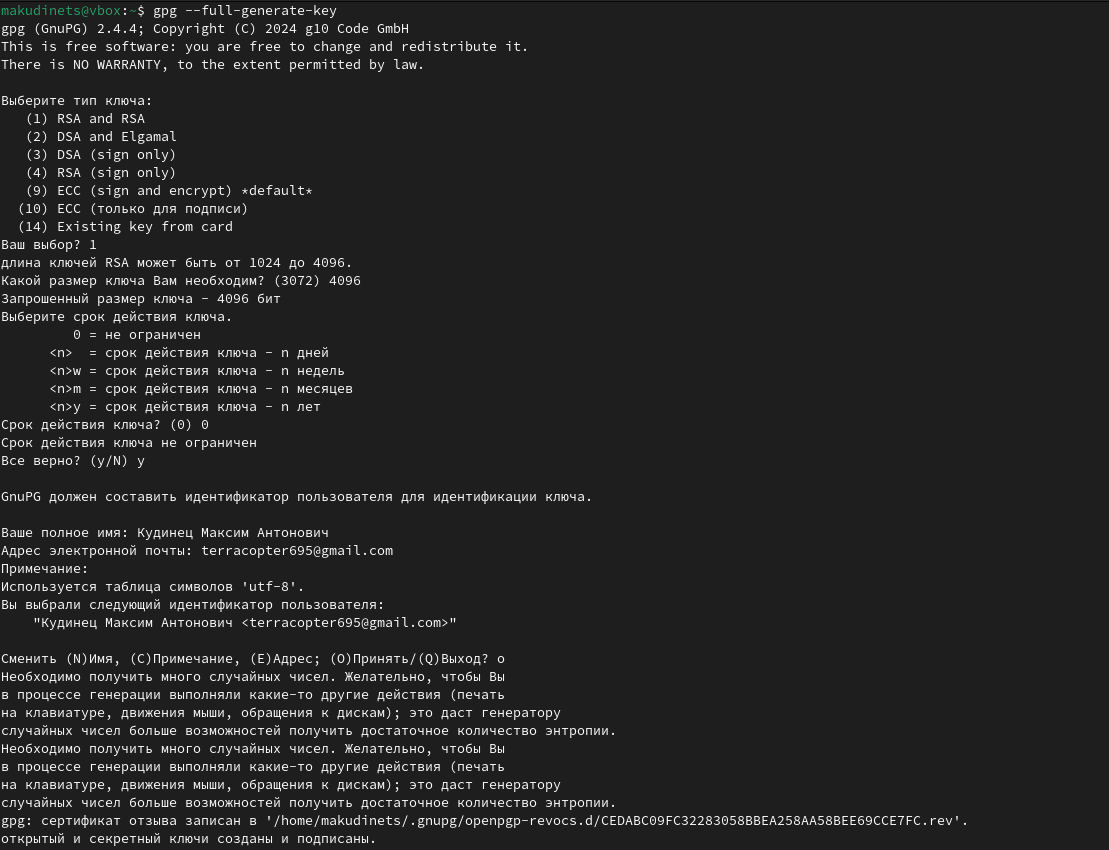 makudinets@vbox:~$ gpg --full-generate-key
gpg (GnuPG) 2.4.4; Copyright (C) 2024 g10 Code GmbH
This is free software: you are free to change and redistribute it.
There is NO WARRANTY, to the extent permitted by law.
Выберите тип ключа:
(1) RSA and RSA
(2) DSA and Elgamal
(3) DSA (sign only)
(4) RSA (sign only)
(9) ECC (sign and encrypt) *default*
(10) ECC (только для подписи)
(14) Existing key from card
Ваш выбор? 1
длина ключей RSA может быть от 1024 до 4096.
Какой размер ключа Вам необходим? (3072) 4096
Запрошенный размер ключа - 4096 бит
Выберите срок действия ключа.
0 = не ограничен
<n>  = срок действия ключа - n дней
<n>w = срок действия ключа - n недель
<n>m = срок действия ключа - n месяцев
<n>y = срок действия ключа - n лет
Срок действия ключа? (0) 0
Срок действия ключа не ограничен
Все верно? (y/N) y
GnuPG должен составить идентификатор пользователя для идентификации ключа.
Ваше полное имя: Кудинец Максим Антонович
Адрес электронной почты: terracopter695@gmail.com
Примечание:
Используется таблица символов 'utf-8'.
Вы выбрали следующий идентификатор пользователя:
"Кудинец Максим Антонович <terracopter695@gmail.com>"
Сменить (N)Имя, (C)Примечание, (E)Адрес; (O)Принять/(Q)Выход? o
Необходимо получить много случайных чисел. Желательно, чтобы Вы
в процессе генерации выполняли какие-то другие действия (печать
на клавиатуре, движения мыши, обращения к дискам); это даст генератору
случайных чисел больше возможностей получить достаточное количество энтропии.
Необходимо получить много случайных чисел. Желательно, чтобы Вы
в процессе генерации выполняли какие-то другие действия (печать
на клавиатуре, движения мыши, обращения к дискам); это даст генератору
случайных чисел больше возможностей получить достаточное количество энтропии.
gpg: сертификат отзыва записан в '/home/makudinets/.gnupg/openpgp-revocs.d/CEDABC09FC32283058BBEA258AA58BEE69CCE7FC.rev'.
открытый и секретный ключи созданы и подписаны.